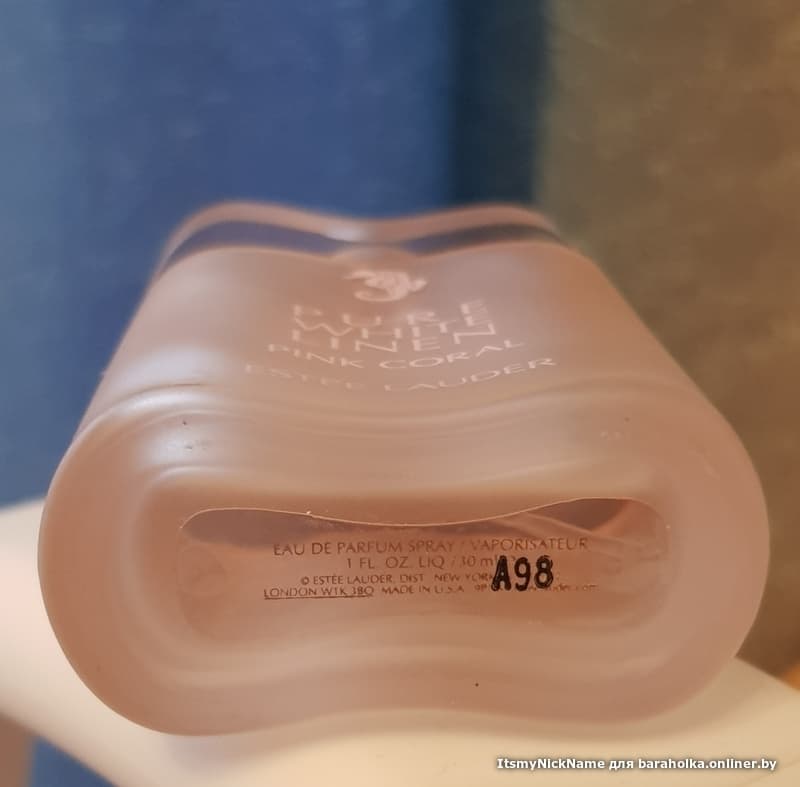 PURE
WHITE
LINEN
PINK CORAL
ESTĒE LAUDER
EAU DE PARFUM SPRAY / VAPORISATEUR
1 FL. OZ. LIQ / 30 ml
© ESTĒE LAUDER, DIST. NEW YORK
A98
LONDON W1K 3BQ MADE IN U.S.A.
ItsmyNickName для baraholka.onliner.by